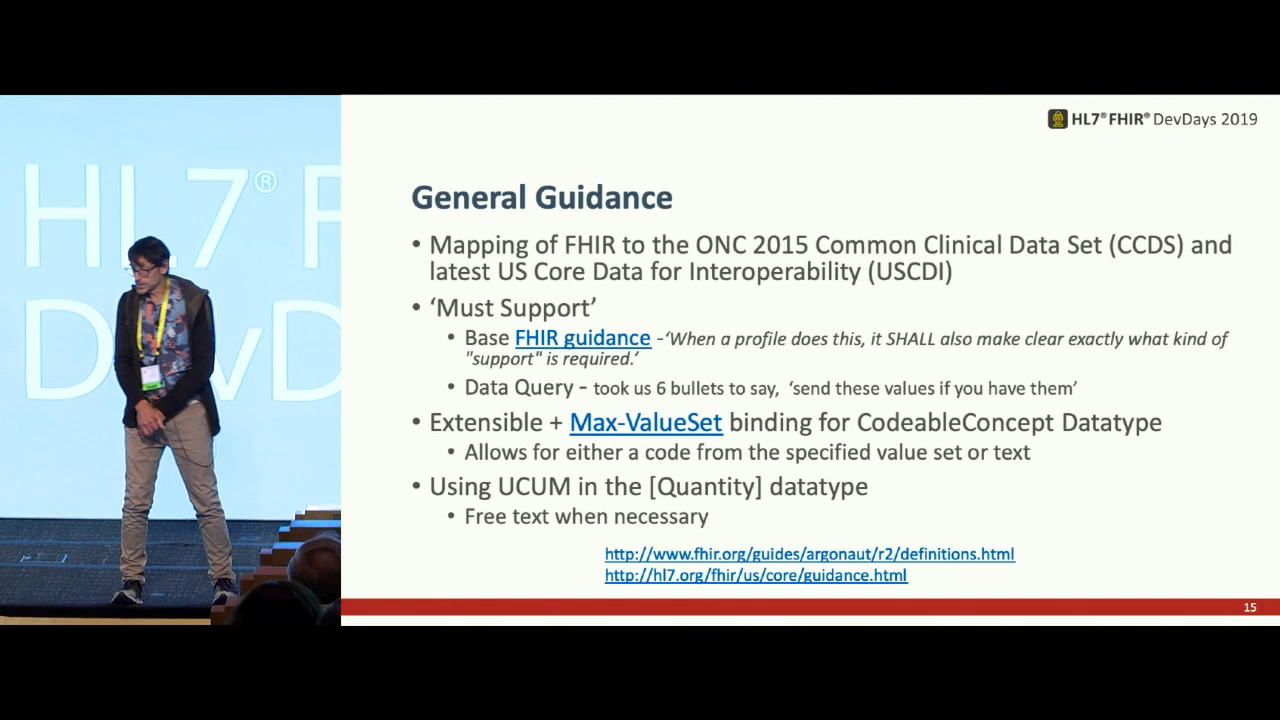 HL7® FHIR® DevDays 2019
HL7® F
DevD
General Guidance
• Mapping of FHIR to the ONC 2015 Common Clinical Data Set (CCDS) and
latest US Core Data for Interoperability (USCDI)
• ‘Must Support’
• Base FHIR guidance -‘When a profile does this, it SHALL also make clear exactly what kind of
"support" is required.’
• Data Query – took us 6 bullets to say, ‘send these values if you have them’
• Extensible + Max-ValueSet binding for CodeableConcept Datatype
• Allows for either a code from the specified value set or text
• Using UCUM in the [Quantity] datatype
• Free text when necessary
http://www.fhir.org/guides/argonaut/r2/definitions.html
http://hl7.org/fhir/us/core/guidance.html
15